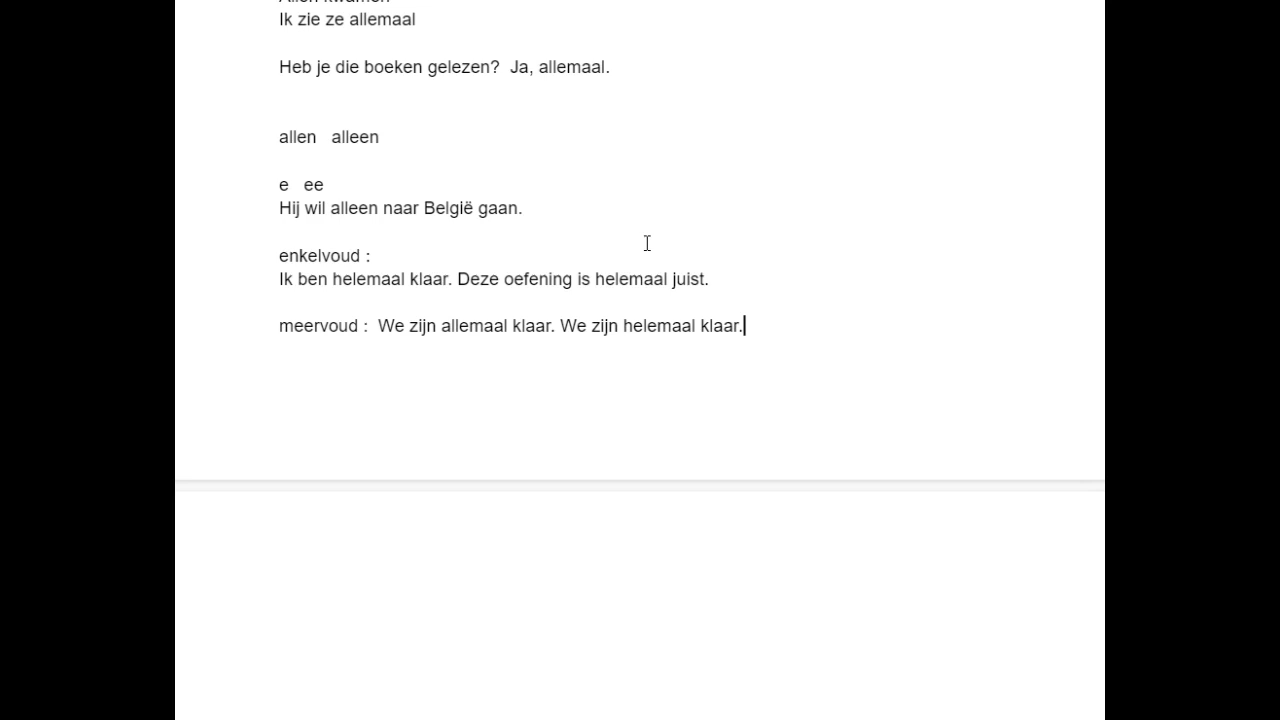 Allen kwamen
Ik zie ze allemaal
Heb je die boeken gelezen?  Ja, allemaal.
allen   alleen
e   ee
Hij wil alleen naar België gaan.
enkelvoud :
Ik ben helemaal klaar. Deze oefening is helemaal juist.
meervoud :  We zijn allemaal klaar. We zijn helemaal klaar.